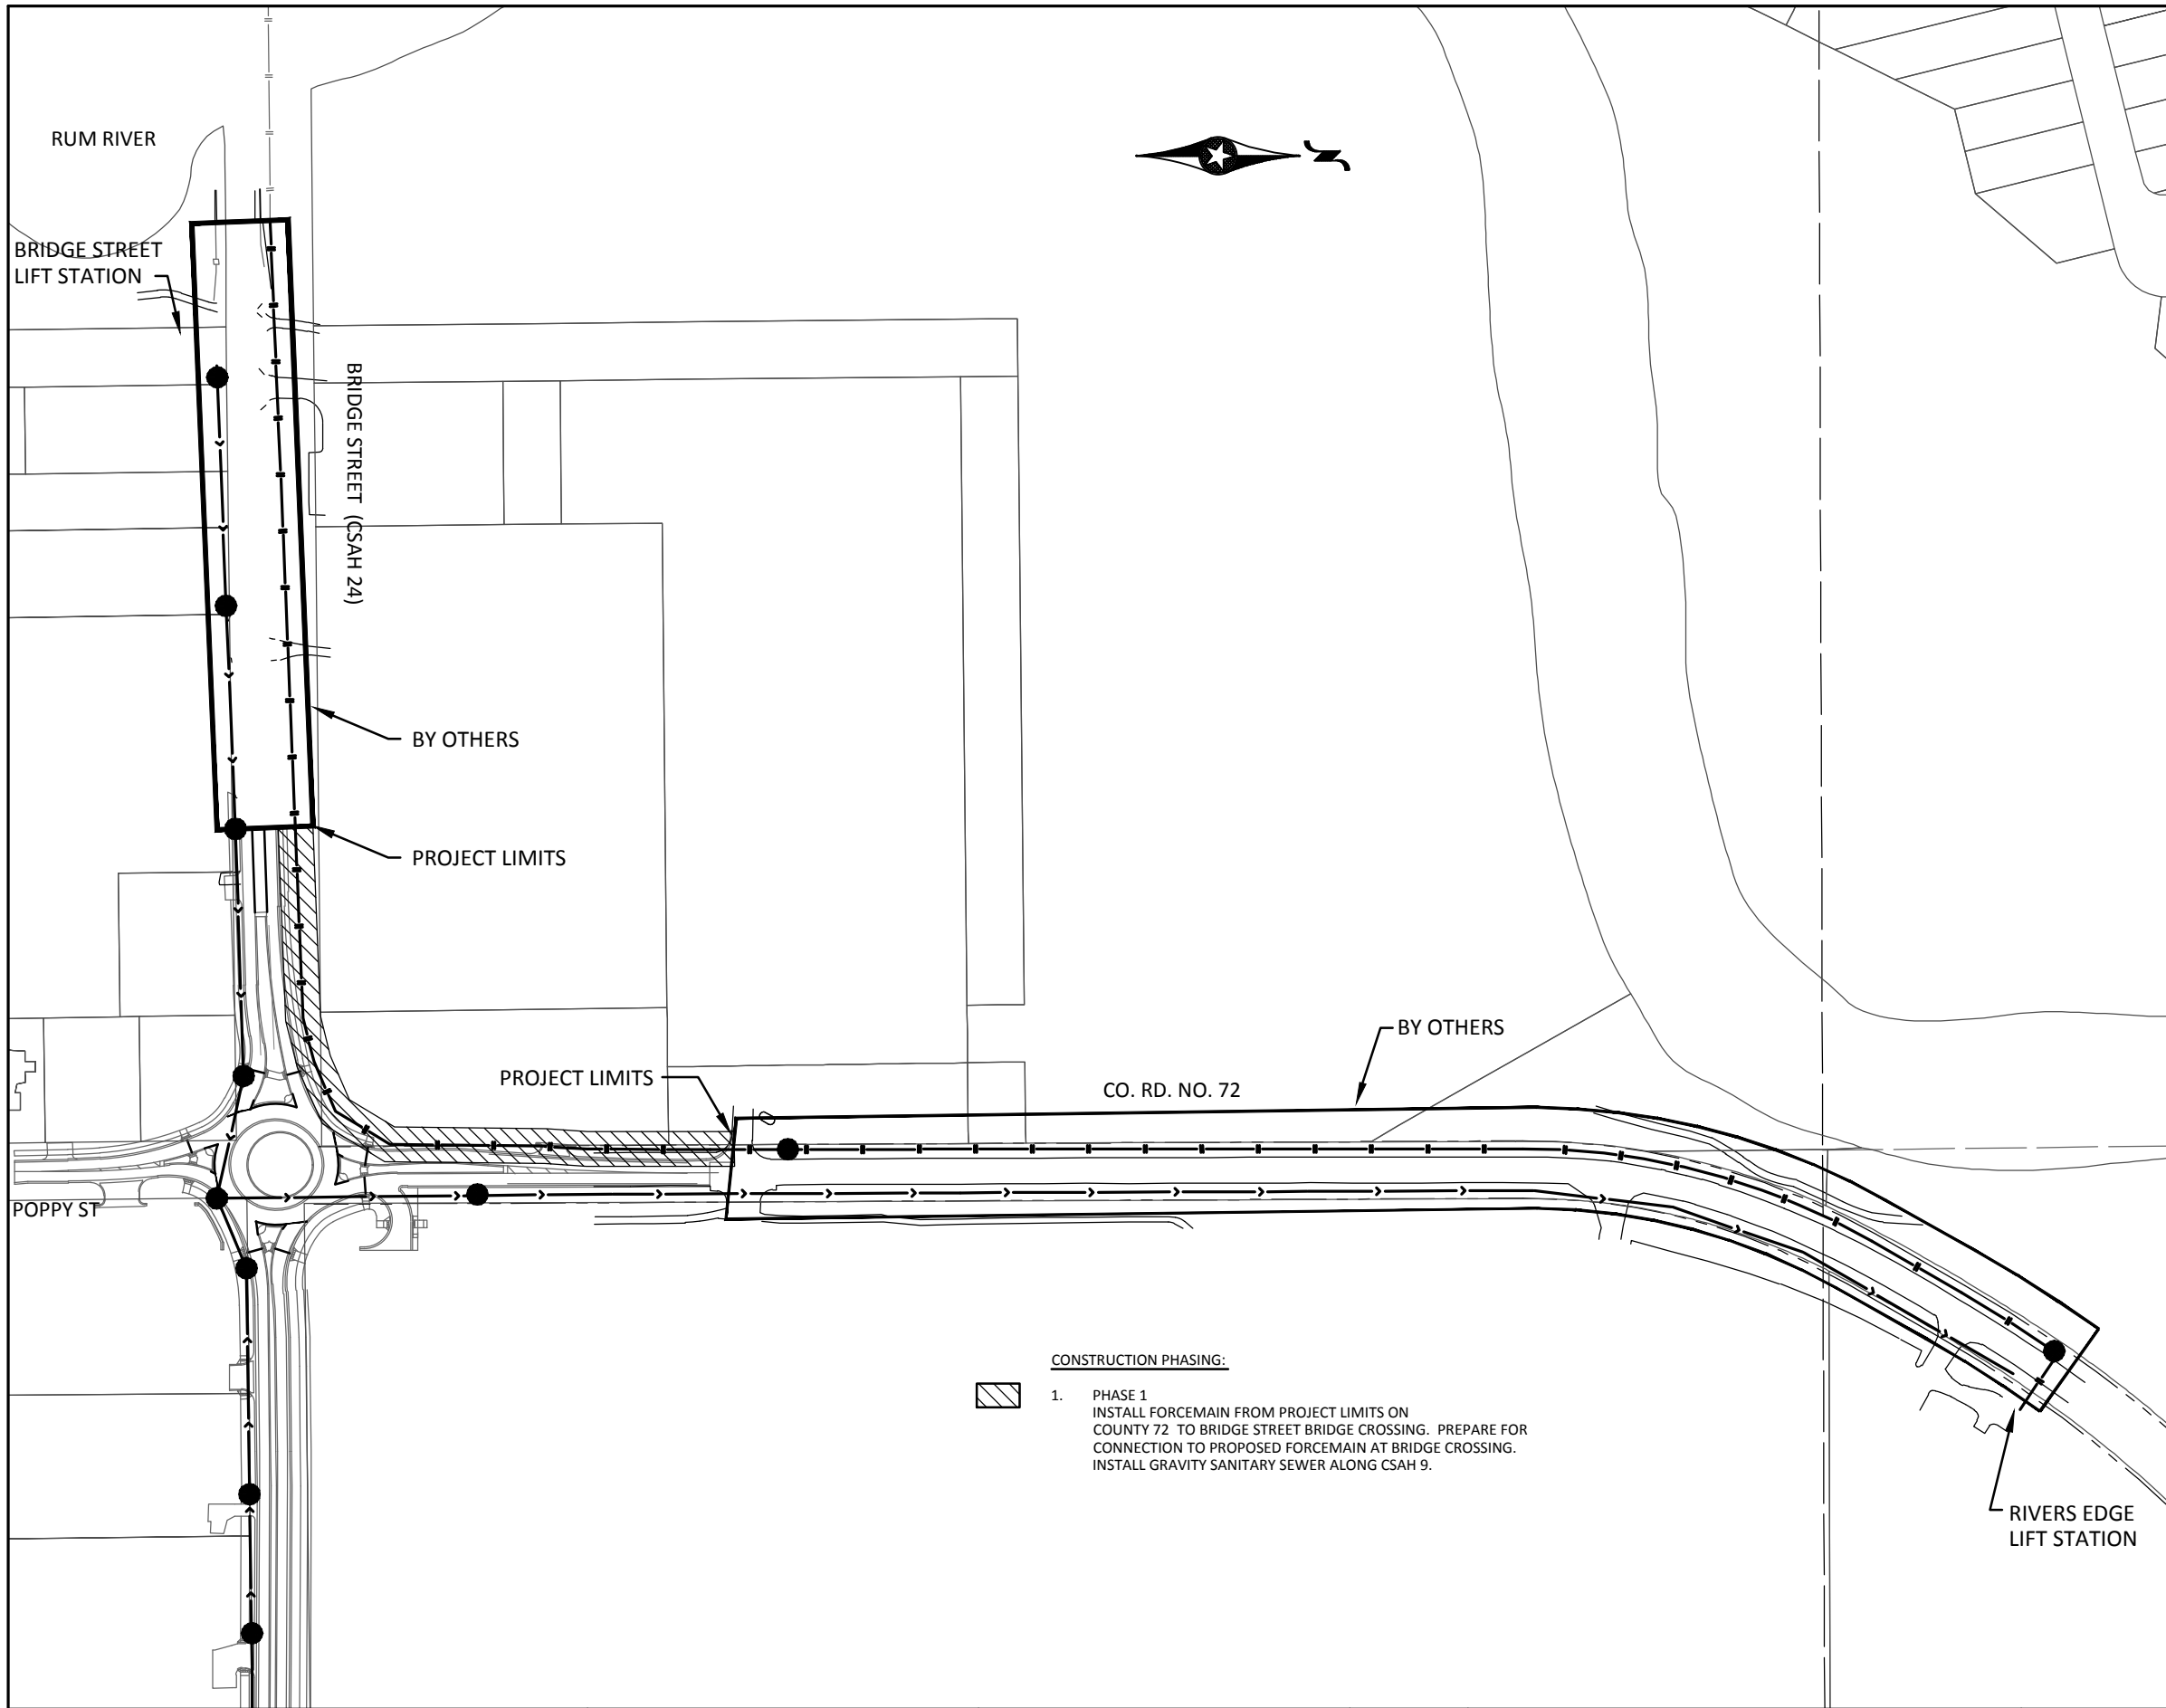 RUM RIVER
BRIDGE STREET
LIFT STATION
BRIDGE STREET (CSAH 24)
BY OTHERS
PROJECT LIMITS
PROJECT LIMITS
BY OTHERS
CO. RD. NO. 72
POPPY ST
CONSTRUCTION PHASING:
1. PHASE 1
INSTALL FORCEMAIN FROM PROJECT LIMITS ON
COUNTY 72 TO BRIDGE STREET BRIDGE CROSSING. PREPARE FOR
CONNECTION TO PROPOSED FORCEMAIN AT BRIDGE CROSSING.
INSTALL GRAVITY SANITARY SEWER ALONG CSAH 9.
RIVERS EDGE
LIFT STATION
N